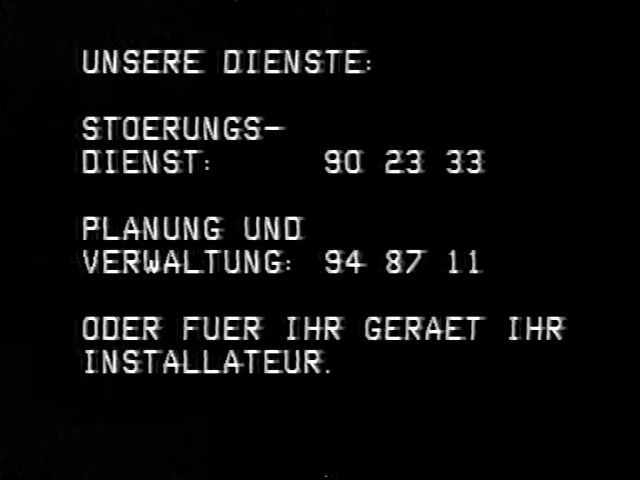 UNSERE DIENSTE:
STOERUNGS-
DIENST: 90 23 33
PLANUNG UND
VERWALTUNG: 94 87 11
ODER FUER IHR GERAET IHR
INSTALLATEUR.